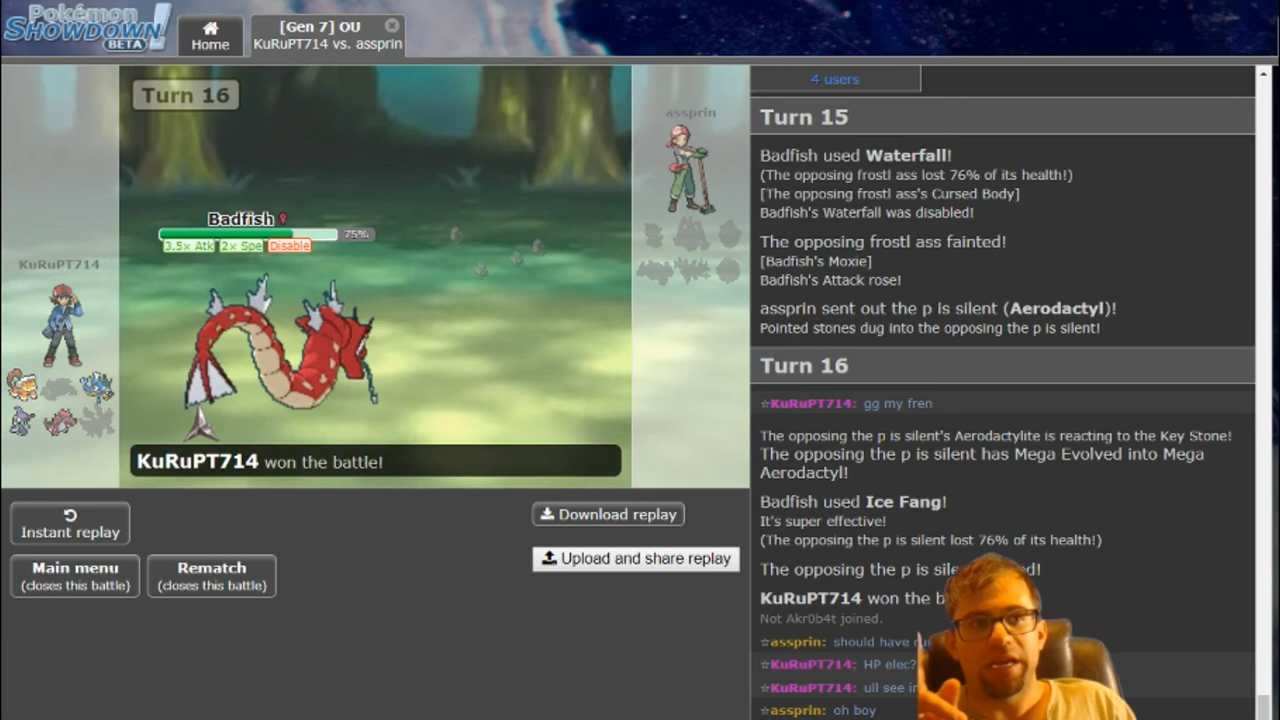 Pokémon
SHOWDOWN!
BETA
Home
[Gen 7] OU
KuRuPT714 vs. assprin
Turn 16
assprin
Badfish
75%
3.5x Atk 2x Spe Disable
KuRuPT714
KuRuPT714 won the battle!
Instant replay
Download replay
Upload and share replay
Main menu
(closes this battle)
Rematch
(closes this battle)
4 users
Turn 15
Badfish used Waterfall!
(The opposing frostl ass lost 76% of its health!)
[The opposing frostl ass's Cursed Body]
Badfish's Waterfall was disabled!
The opposing frostl ass fainted!
[Badfish's Moxie]
Badfish's Attack rose!
assprin sent out the p is silent (Aerodactyl)!
Pointed stones dug into the opposing the p is silent!
Turn 16
☆KuRuPT714: gg my fren
The opposing the p is silent's Aerodactylite is reacting to the Key Stone!
The opposing the p is silent has Mega Evolved into Mega
Aerodactyl!
Badfish used Ice Fang!
It's super effective!
(The opposing the p is silent lost 76% of its health!)
The opposing the p is
KuRuPT714 won the
Not Akr0b4t joined.
☆assprin: should have
☆KuRuPT714: HP elec?
☆KuRuPT714: ull see
☆assprin: oh boy